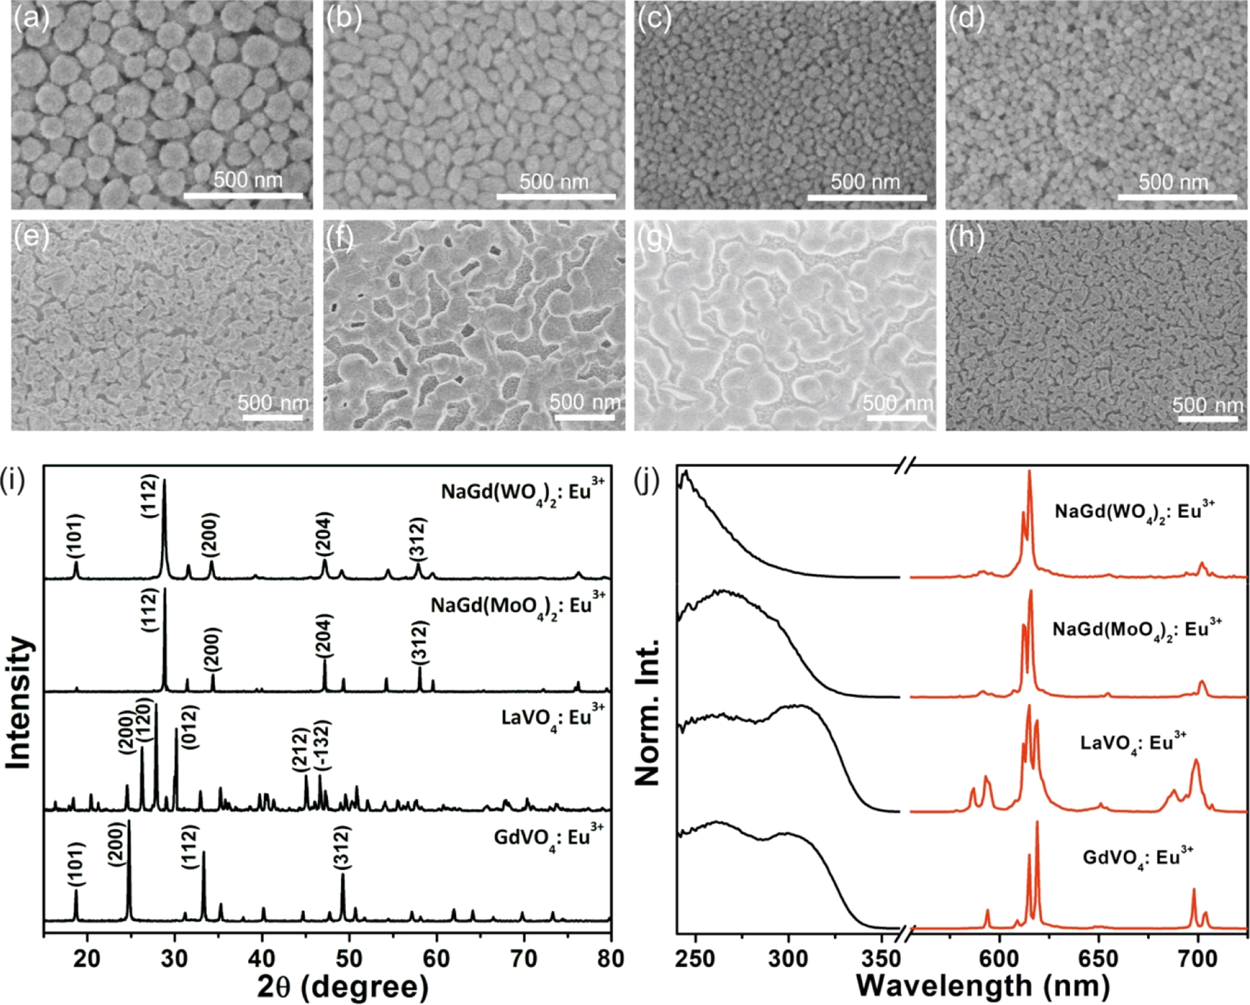 (a)
500 nm
(b)
500 nm
(c)
500 nm
(d)
500 nm
(e)
500 nm
(f)
500 nm
(g)
500 nm
(h)
500 nm
(i)
Intensity
NaGd(WO4)2: Eu3+
(101)
(112)
(200)
(204)
(312)
NaGd(MoO4)2: Eu3+
(112)
(200)
(204)
(312)
LaVO4: Eu3+
(200)
(120)
(012)
(212)
(-132)
GdVO4: Eu3+
(101)
(200)
(112)
(312)
20 30 40 50 60 70 80
2θ (degree)
(j)
Norm. Int.
NaGd(WO4)2: Eu3+
NaGd(MoO4)2: Eu3+
LaVO4: Eu3+
GdVO4: Eu3+
250 300 350 600 650 700
Wavelength (nm)